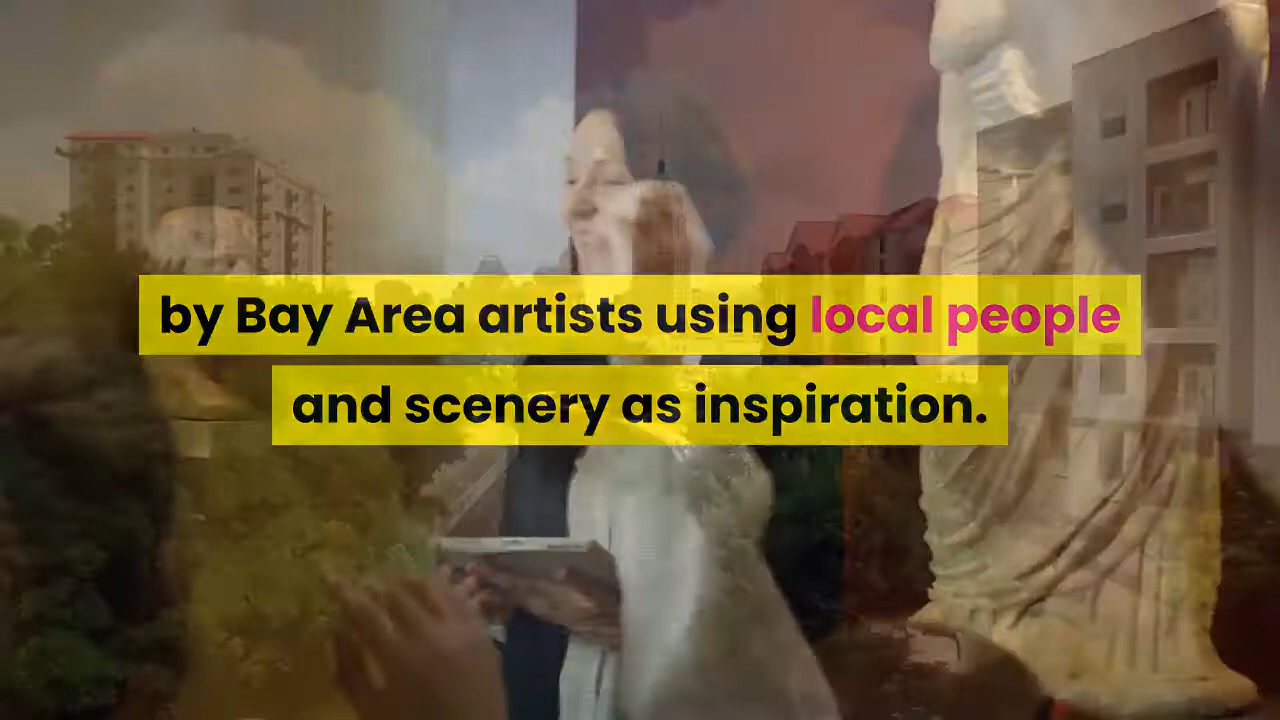 by Bay Area artists using local people
and scenery as inspiration.